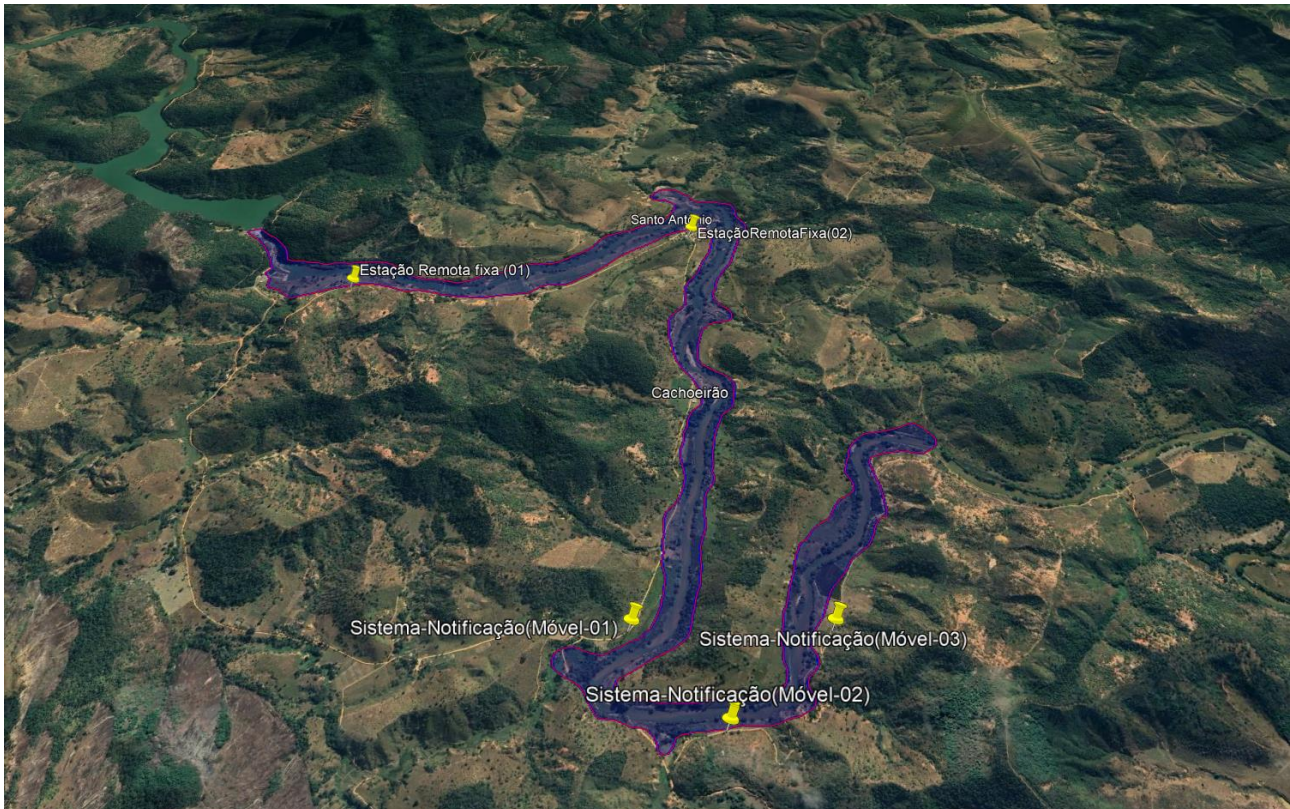 Santo Antônio
EstaçãoRemotaFixa(02)
Estação Remota fixa (01)
Cachoeirão
Sistema-Notificação(Móvel-01)
Sistema-Notificação(Móvel-03)
Sistema-Notificação(Móvel-02)